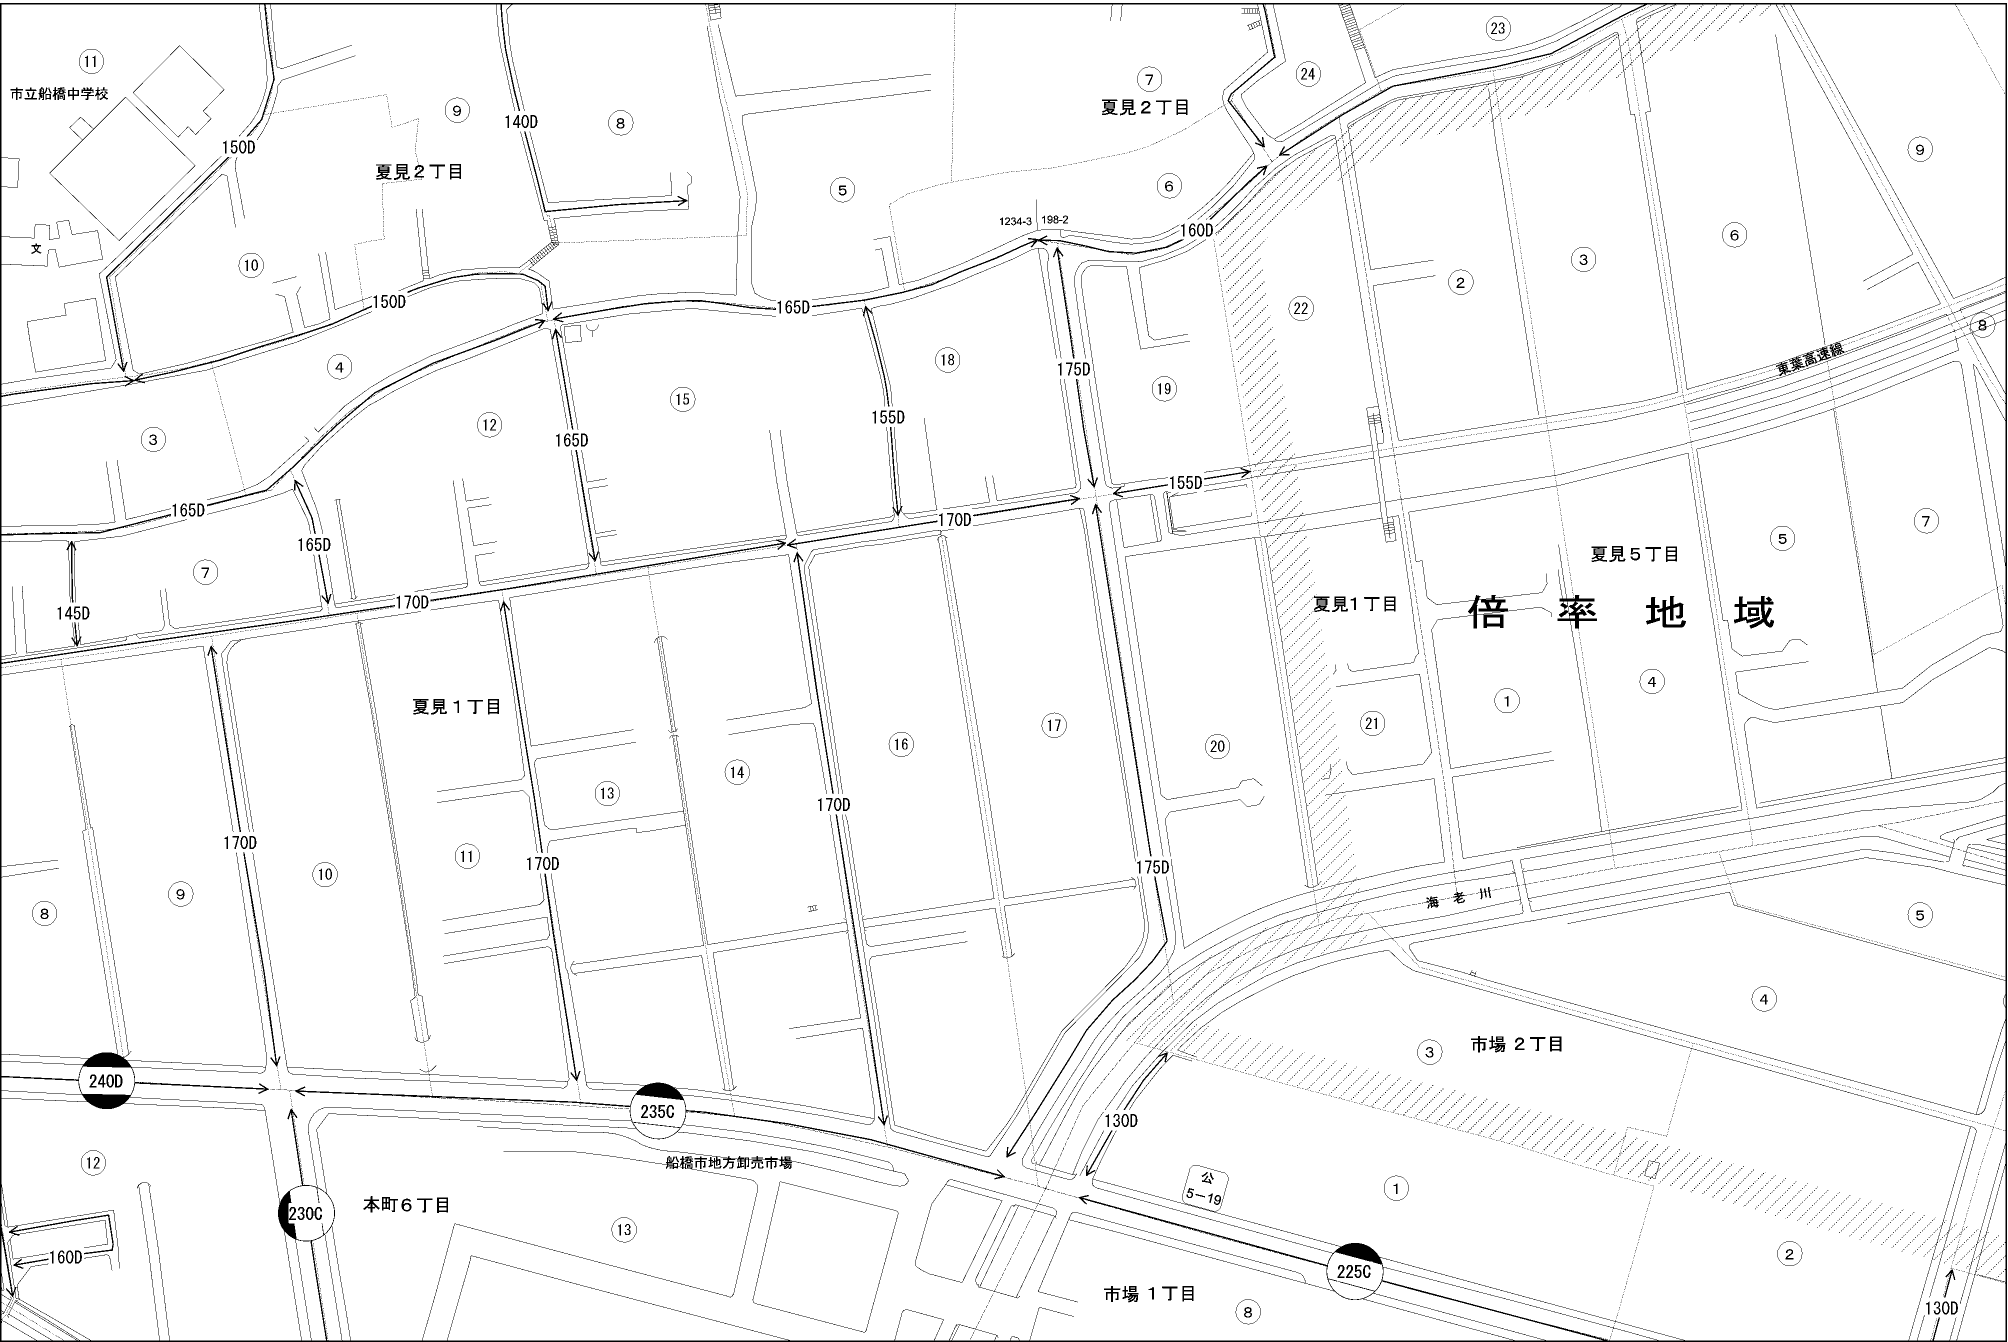 23
11
24
7
市立船橋中学校
夏見２丁目
9
140D
8
150D
9
夏見２丁目
5
6
1234-3
198-2
160D
6
文
10
3
2
150D
165D
22
8
18
東葉高速線
4
175D
19
15
3
12
155D
165D
155D
165D
170D
7
165D
5
夏見５丁目
7
170D
夏見１丁目
145D
倍率地域
4
夏見１丁目
1
21
17
16
20
14
13
170D
175D
170D
170D
11
10
9
海老川
8
5
4
市場２丁目
3
240D
235C
130D
12
船橋市地方卸売市場
公
5－19
1
本町６丁目
230C
13
2
160D
225C
市場１丁目
8
130D